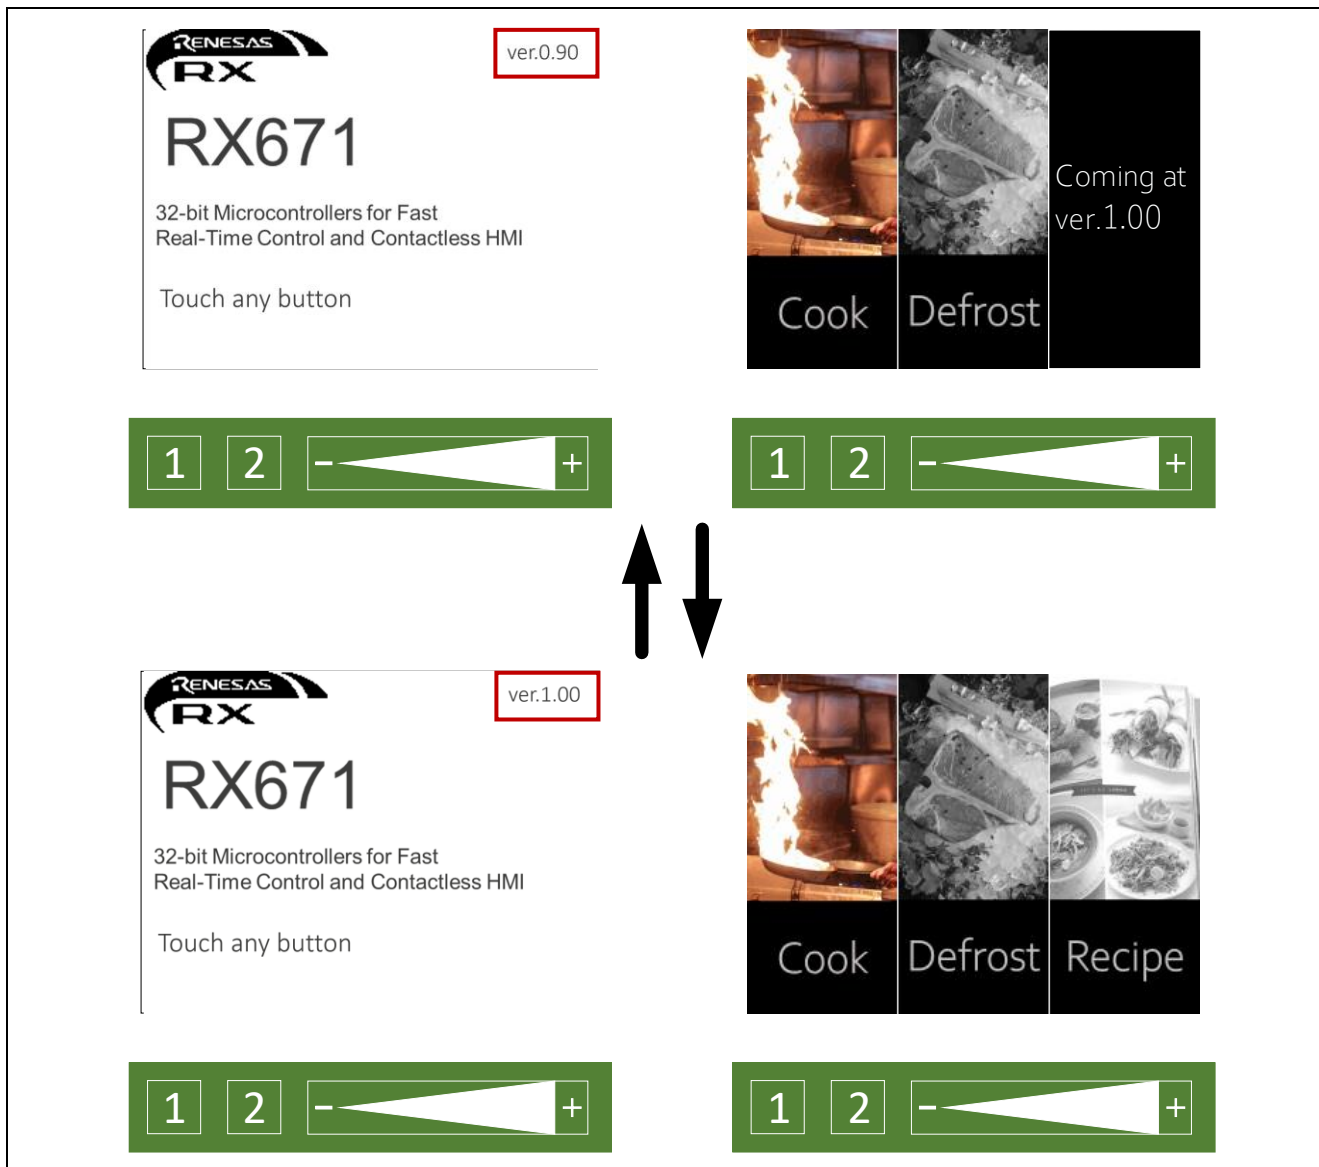 RENESAS
RX
ver.0.90
RX671
32-bit Microcontrollers for Fast
Real-Time Control and Contactless HMI
Touch any button
Cook
Defrost
Coming at
ver.1.00
1 2 - +
1 2 - +
RENESAS
RX
ver.1.00
RX671
32-bit Microcontrollers for Fast
Real-Time Control and Contactless HMI
Touch any button
Cook
Defrost
Recipe
1 2 - +
1 2 - +